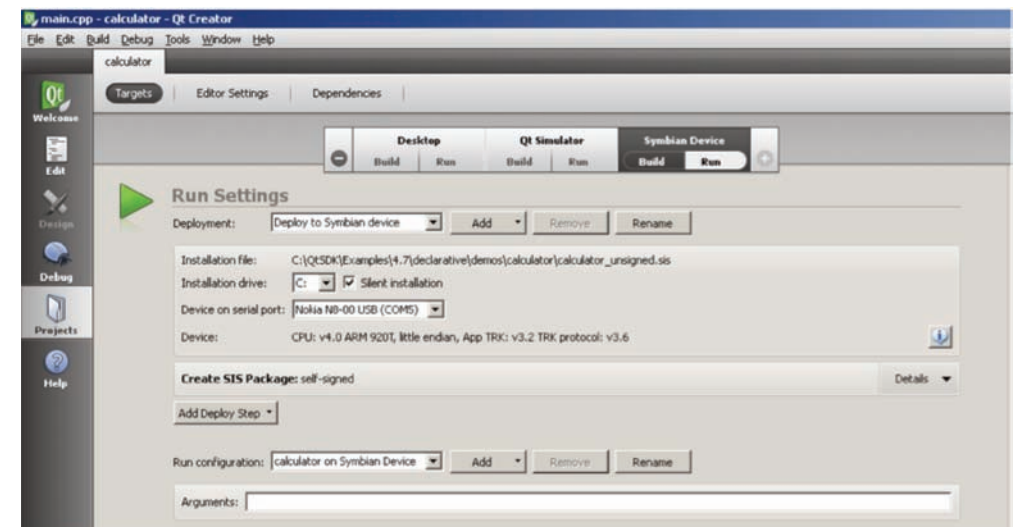 main.cpp - calculator - Qt Creator
File Edit Build Debug Tools Window Help
calculator
Targets Editor Settings Dependencies
Qt
Welcome
Edit
Design
Debug
Projects
Help
Desktop Qt Simulator Symbian Device
Build Run Build Run Build Run
Run Settings
Deployment: Deploy to Symbian device Add Remove Rename
Installation file: C:\QtSDK\Examples\4.7\declarative\demos\calculator\calculator_unsigned.sis
Installation drive: C: Silent installation
Device on serial port: Nokia N8-00 USB (COM5)
Device: CPU: v4.0 ARM 920T, little endian, App TRK: v3.2 TRK protocol: v3.6
Create SIS Package: self-signed Details
Add Deploy Step
Run configuration: calculator on Symbian Device Add Remove Rename
Arguments: